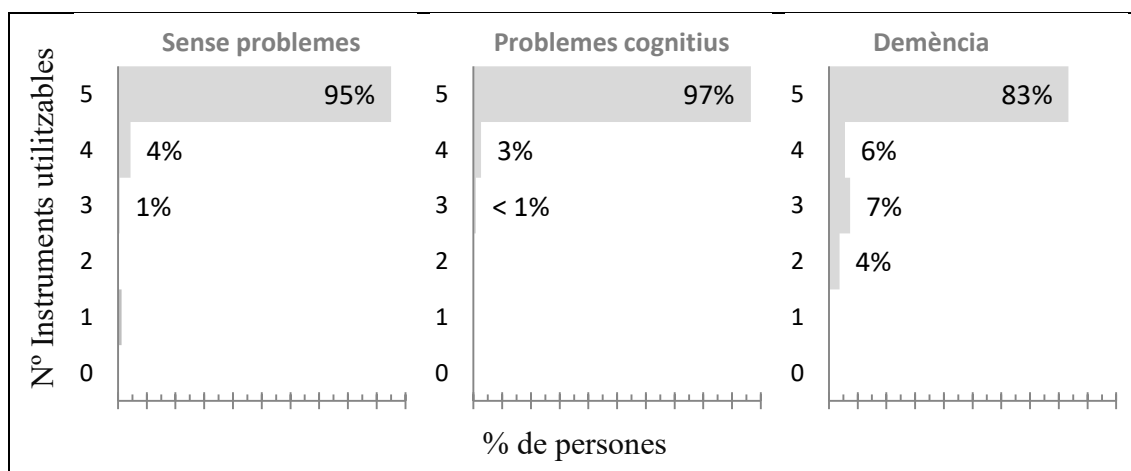 Sense problemes
Problemes cognitius
Demència
Nº Instruments utilitzables
5 95%
4 4%
3 1%
2
1
0
5 97%
4 3%
3 < 1%
2
1
0
5 83%
4 6%
3 7%
2 4%
1
0
% de persones